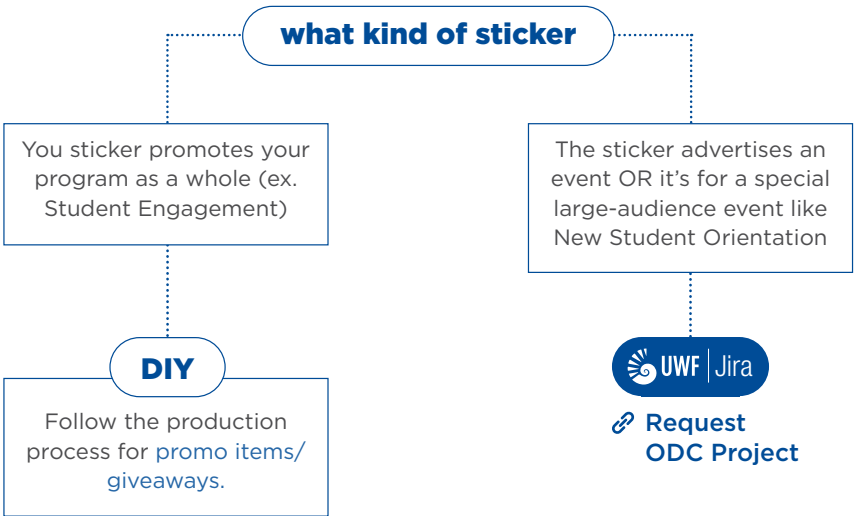 what kind of sticker
You sticker promotes your
program as a whole (ex.
Student Engagement)
The sticker advertises an
event OR it’s for a special
large-audience event like
New Student Orientation
DIY
Follow the production
process for promo items/
giveaways.
UWF | Jira
Request
ODC Project